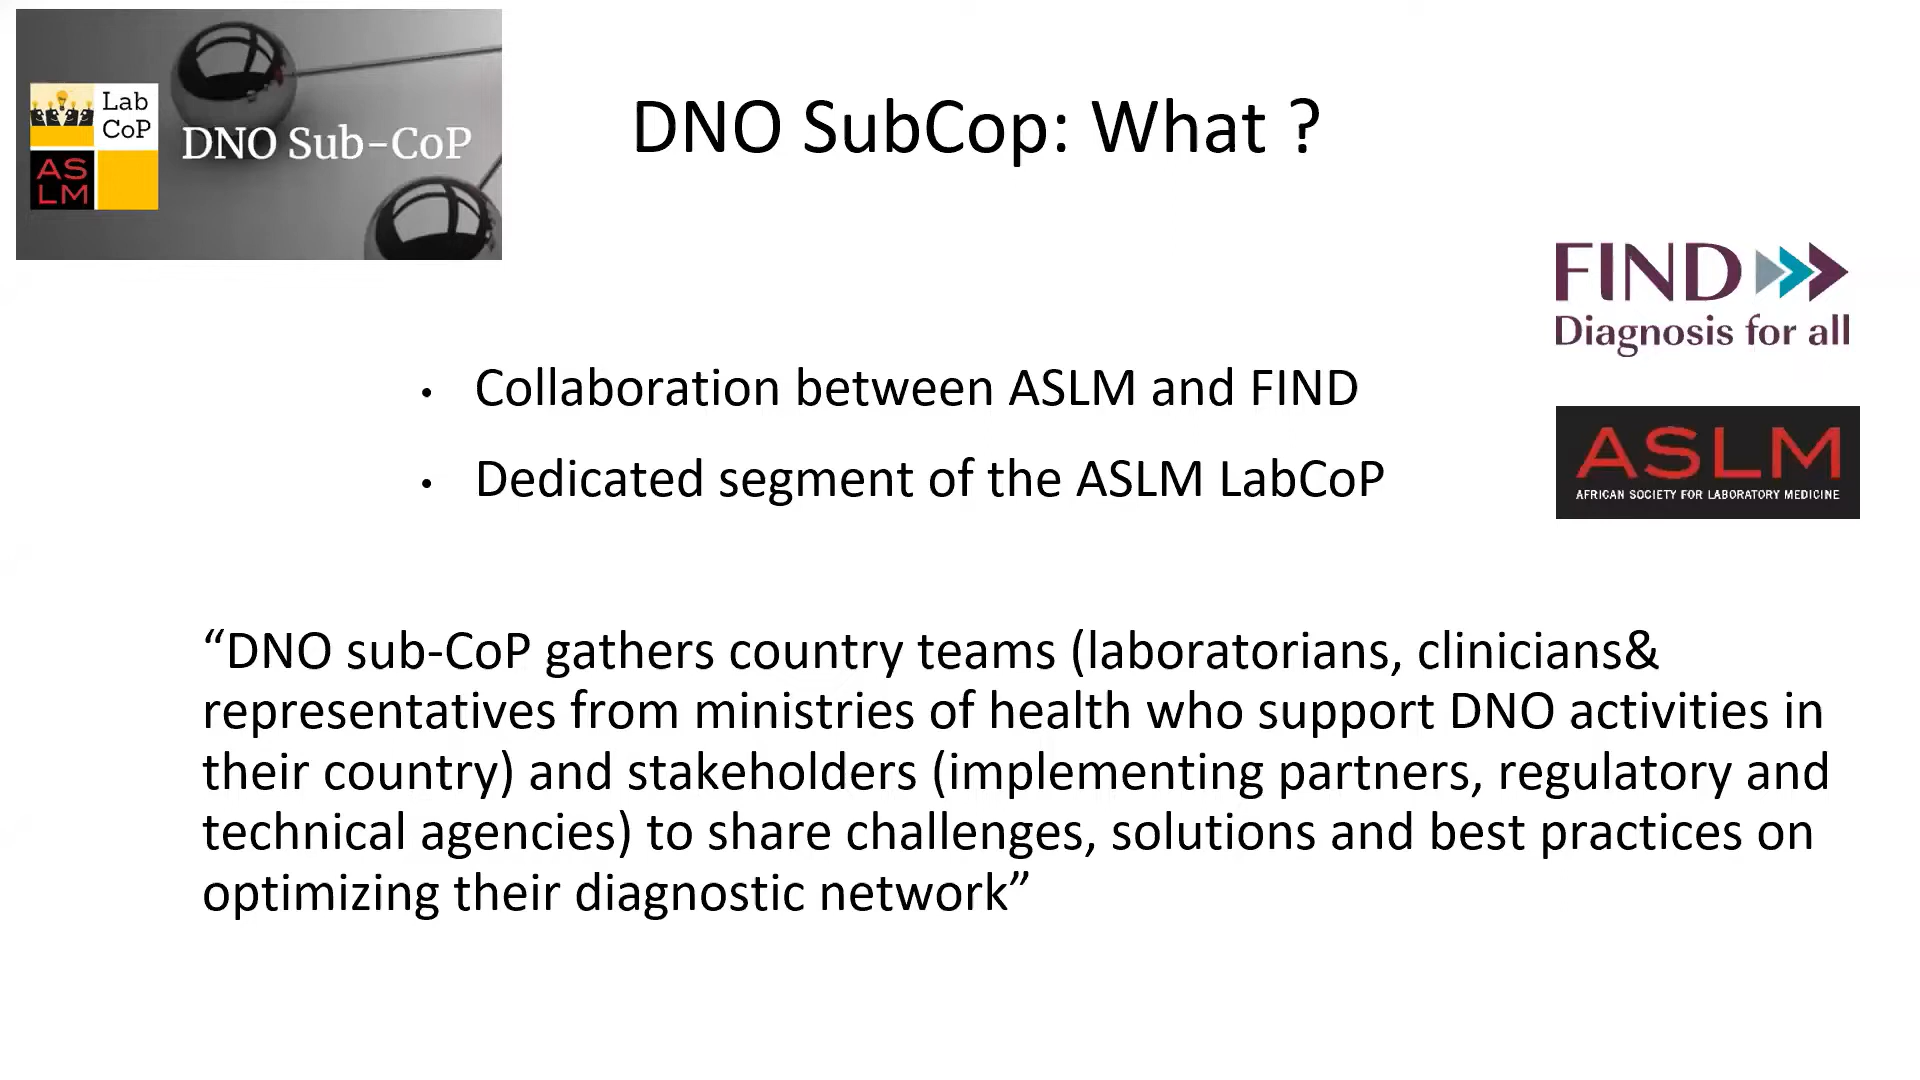 Lab
CoP
AS
LM
DNO Sub-CoP
DNO SubCop: What ?
FIND
Diagnosis for all
• Collaboration between ASLM and FIND
• Dedicated segment of the ASLM LabCoP
ASLM
AFRICAN SOCIETY FOR LABORATORY MEDICINE
“DNO sub-CoP gathers country teams (laboratorians, clinicians&
representatives from ministries of health who support DNO activities in
their country) and stakeholders (implementing partners, regulatory and
technical agencies) to share challenges, solutions and best practices on
optimizing their diagnostic network”